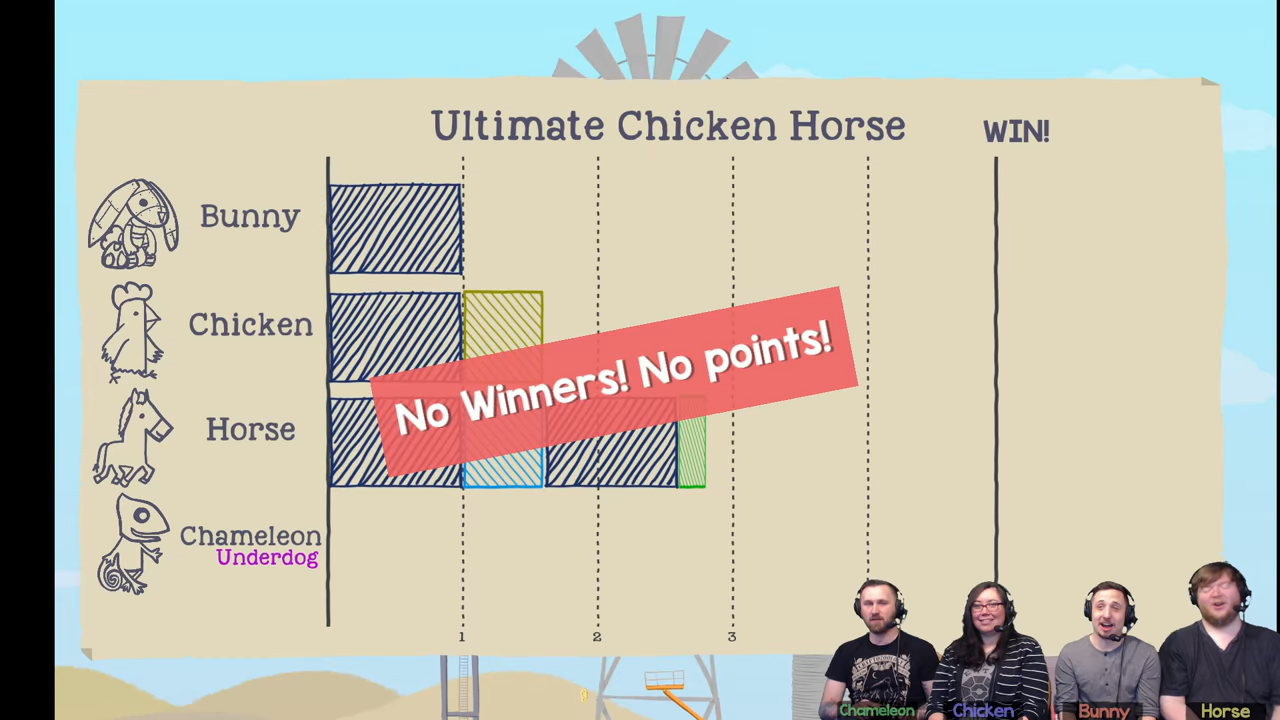 Ultimate Chicken Horse
WIN!
Bunny
Chicken
Horse
Chameleon
Underdog
No Winners! No points!
1
2
3
Chameleon
Chicken
Bunny
Horse